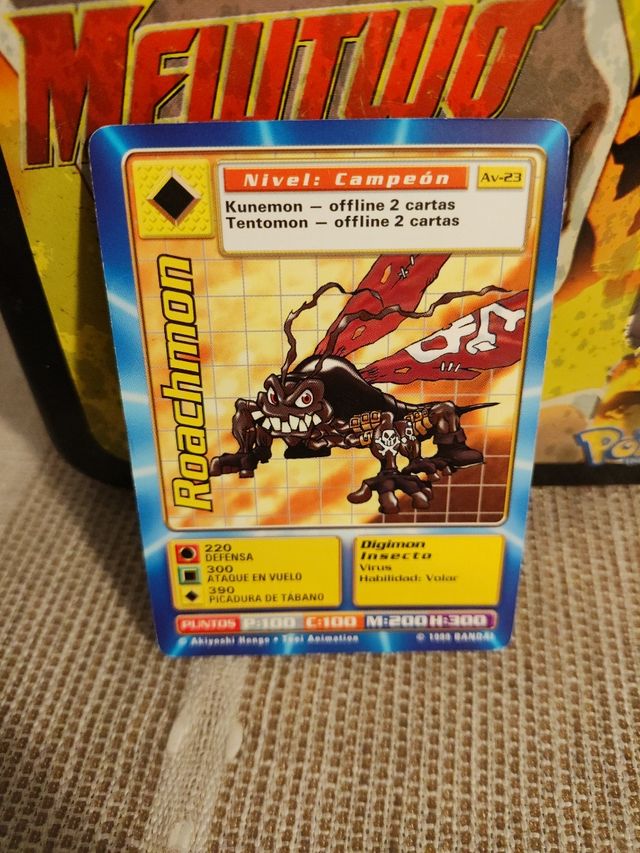 MEWTWO
Nivel: Campeón
Av-23
Kunemon – offline 2 cartas
Tentomon – offline 2 cartas
Roachmon
220
DEFENSA
300
ATAQUE EN VUELO
390
PICADURA DE TÁBANO
Digimon
Insecto
Virus
Habilidad: Volar
PUNTOS P:100 C:100 M:200 H:300
© Akiyoshi Hongo - Toei Animation
© 1999 BANDAI